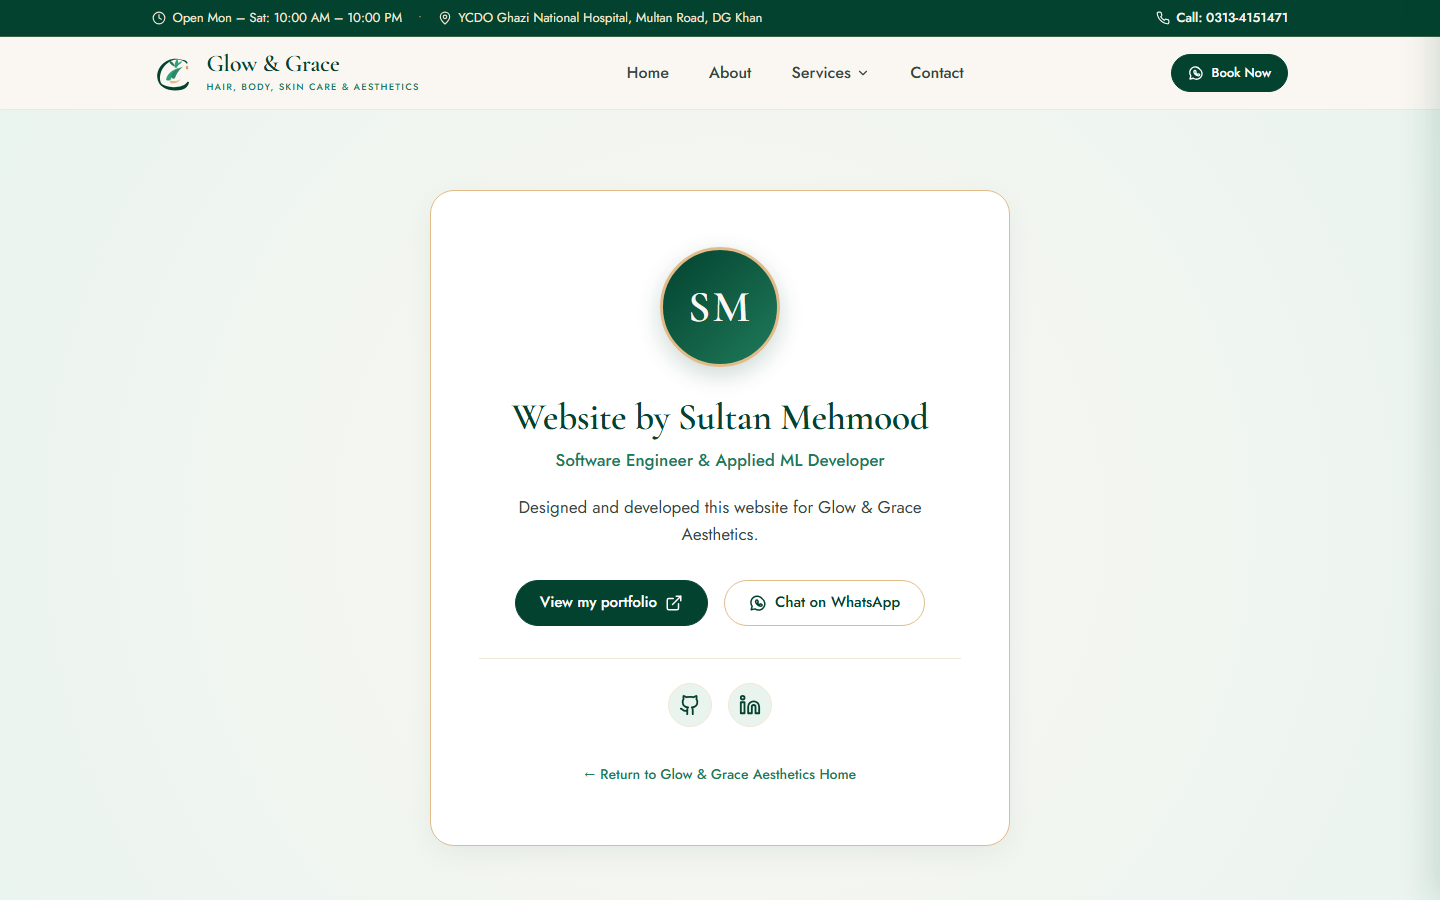 Open Mon – Sat: 10:00 AM – 10:00 PM · YCDO Ghazi National Hospital, Multan Road, DG Khan Call: 0313-4151471
Glow & Grace
HAIR, BODY, SKIN CARE & AESTHETICS
Home About Services Contact Book Now
SM
Website by Sultan Mehmood
Software Engineer & Applied ML Developer
Designed and developed this website for Glow & Grace
Aesthetics.
View my portfolio Chat on WhatsApp
← Return to Glow & Grace Aesthetics Home